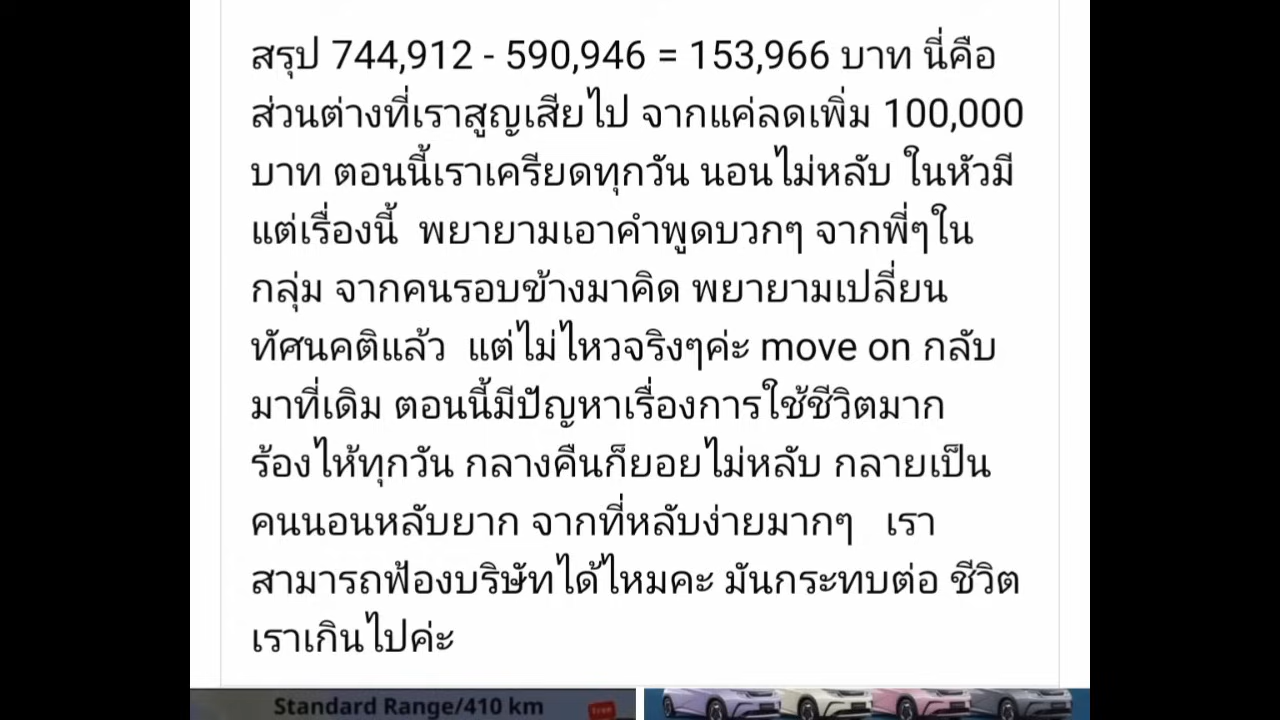 สรุป 744,912 - 590,946 = 153,966 บาท นี่คือ
ส่วนต่างที่เราสูญเสียไป จากแค่ลดเพิ่ม 100,000
บาท ตอนนี้เราเครียดทุกวัน นอนไม่หลับ ในหัวมี
แต่เรื่องนี้  พยายามเอาคำพูดบวกๆ จากพี่ๆใน
กลุ่ม จากคนรอบข้างมาคิด พยายามเปลี่ยน
ทัศนคติแล้ว  แต่ไม่ไหวจริงๆค่ะ move on กลับ
มาที่เดิม ตอนนี้มีปัญหาเรื่องการใช้ชีวิตมาก
ร้องไห้ทุกวัน กลางคืนก็ยอยไม่หลับ กลายเป็น
คนนอนหลับยาก จากที่หลับง่ายมากๆ   เรา
สามารถฟ้องบริษัทได้ไหมคะ มันกระทบต่อ ชีวิต
เราเกินไปค่ะ
Standard Range/410 km